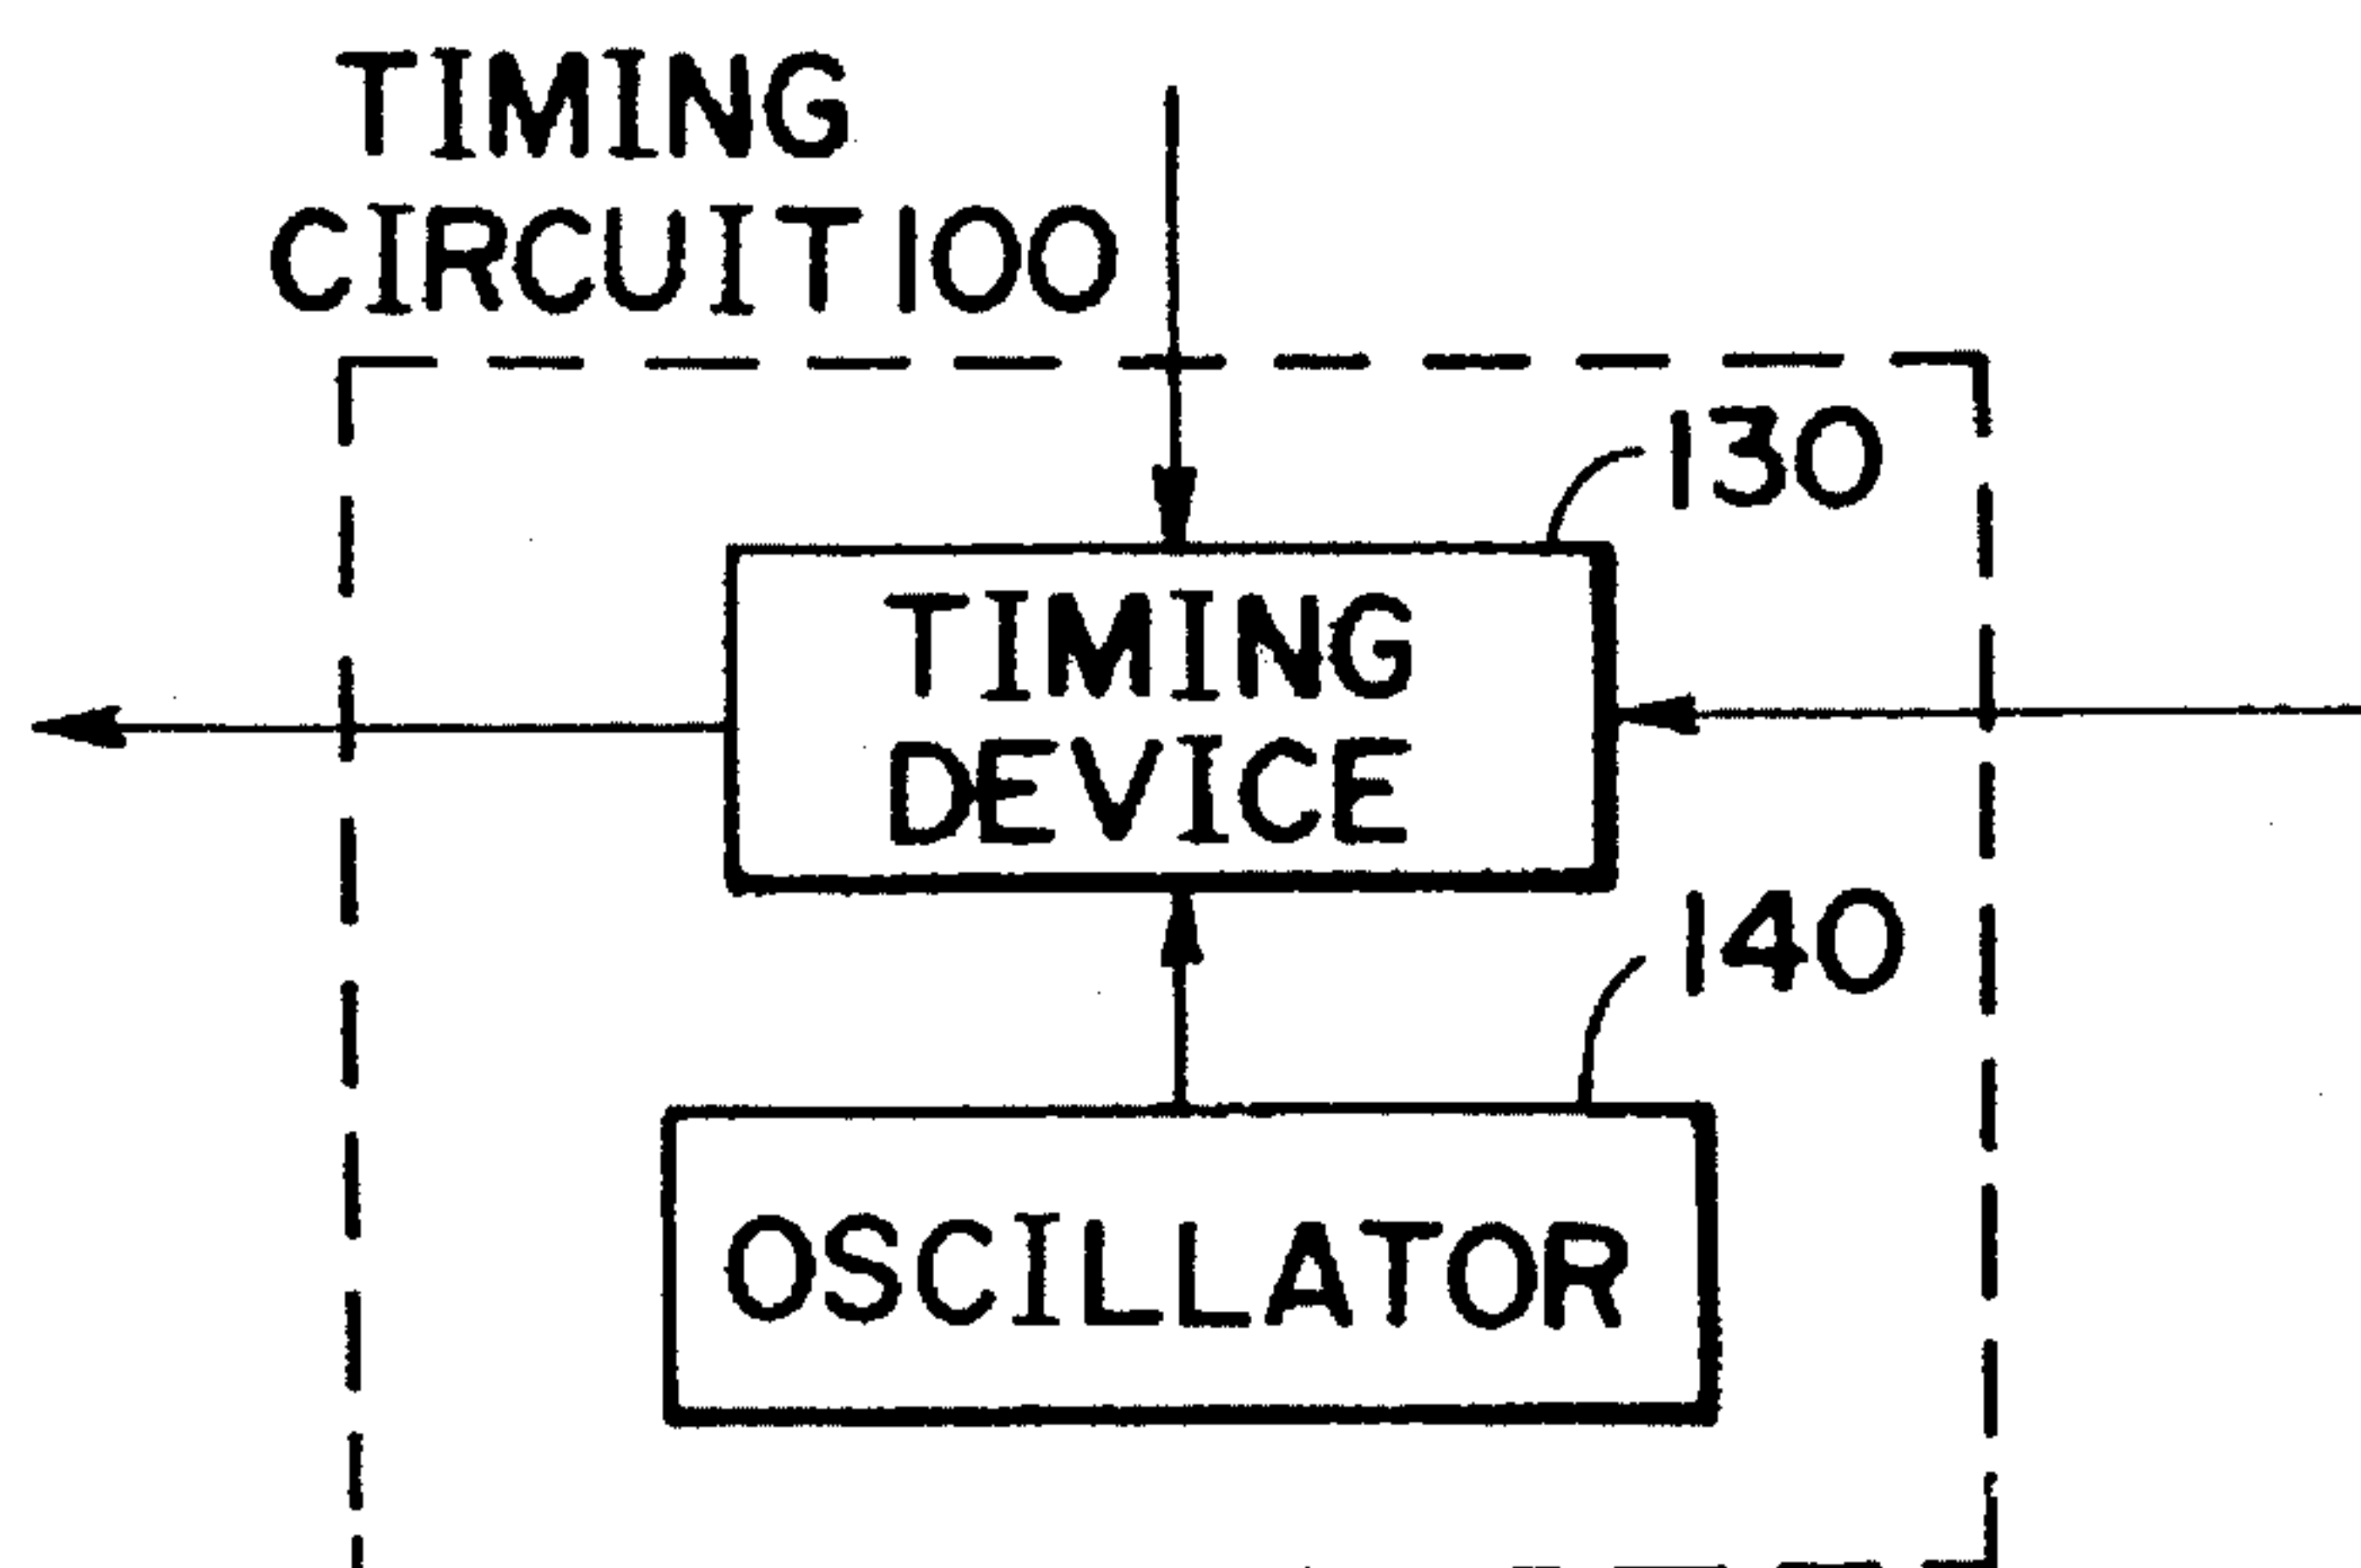 TIMING
CIRCUIT 100
130
TIMING
DEVICE
140
OSCILLATOR